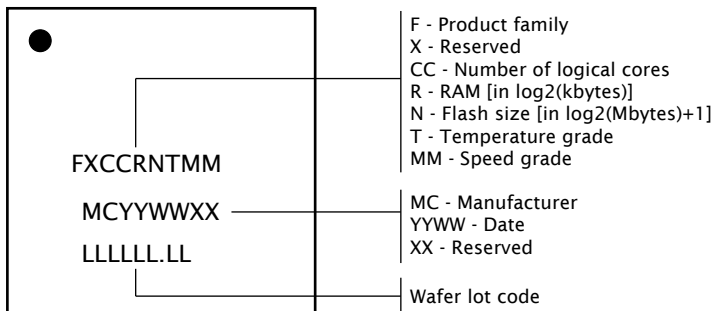 FXCCRNTMM
MCYYWWXX
LLLLLL.LL
F - Product family
X - Reserved
CC - Number of logical cores
R - RAM [in log2(kbytes)]
N - Flash size [in log2(Mbytes)+1]
T - Temperature grade
MM - Speed grade
MC - Manufacturer
YYWW - Date
XX - Reserved
Wafer lot code